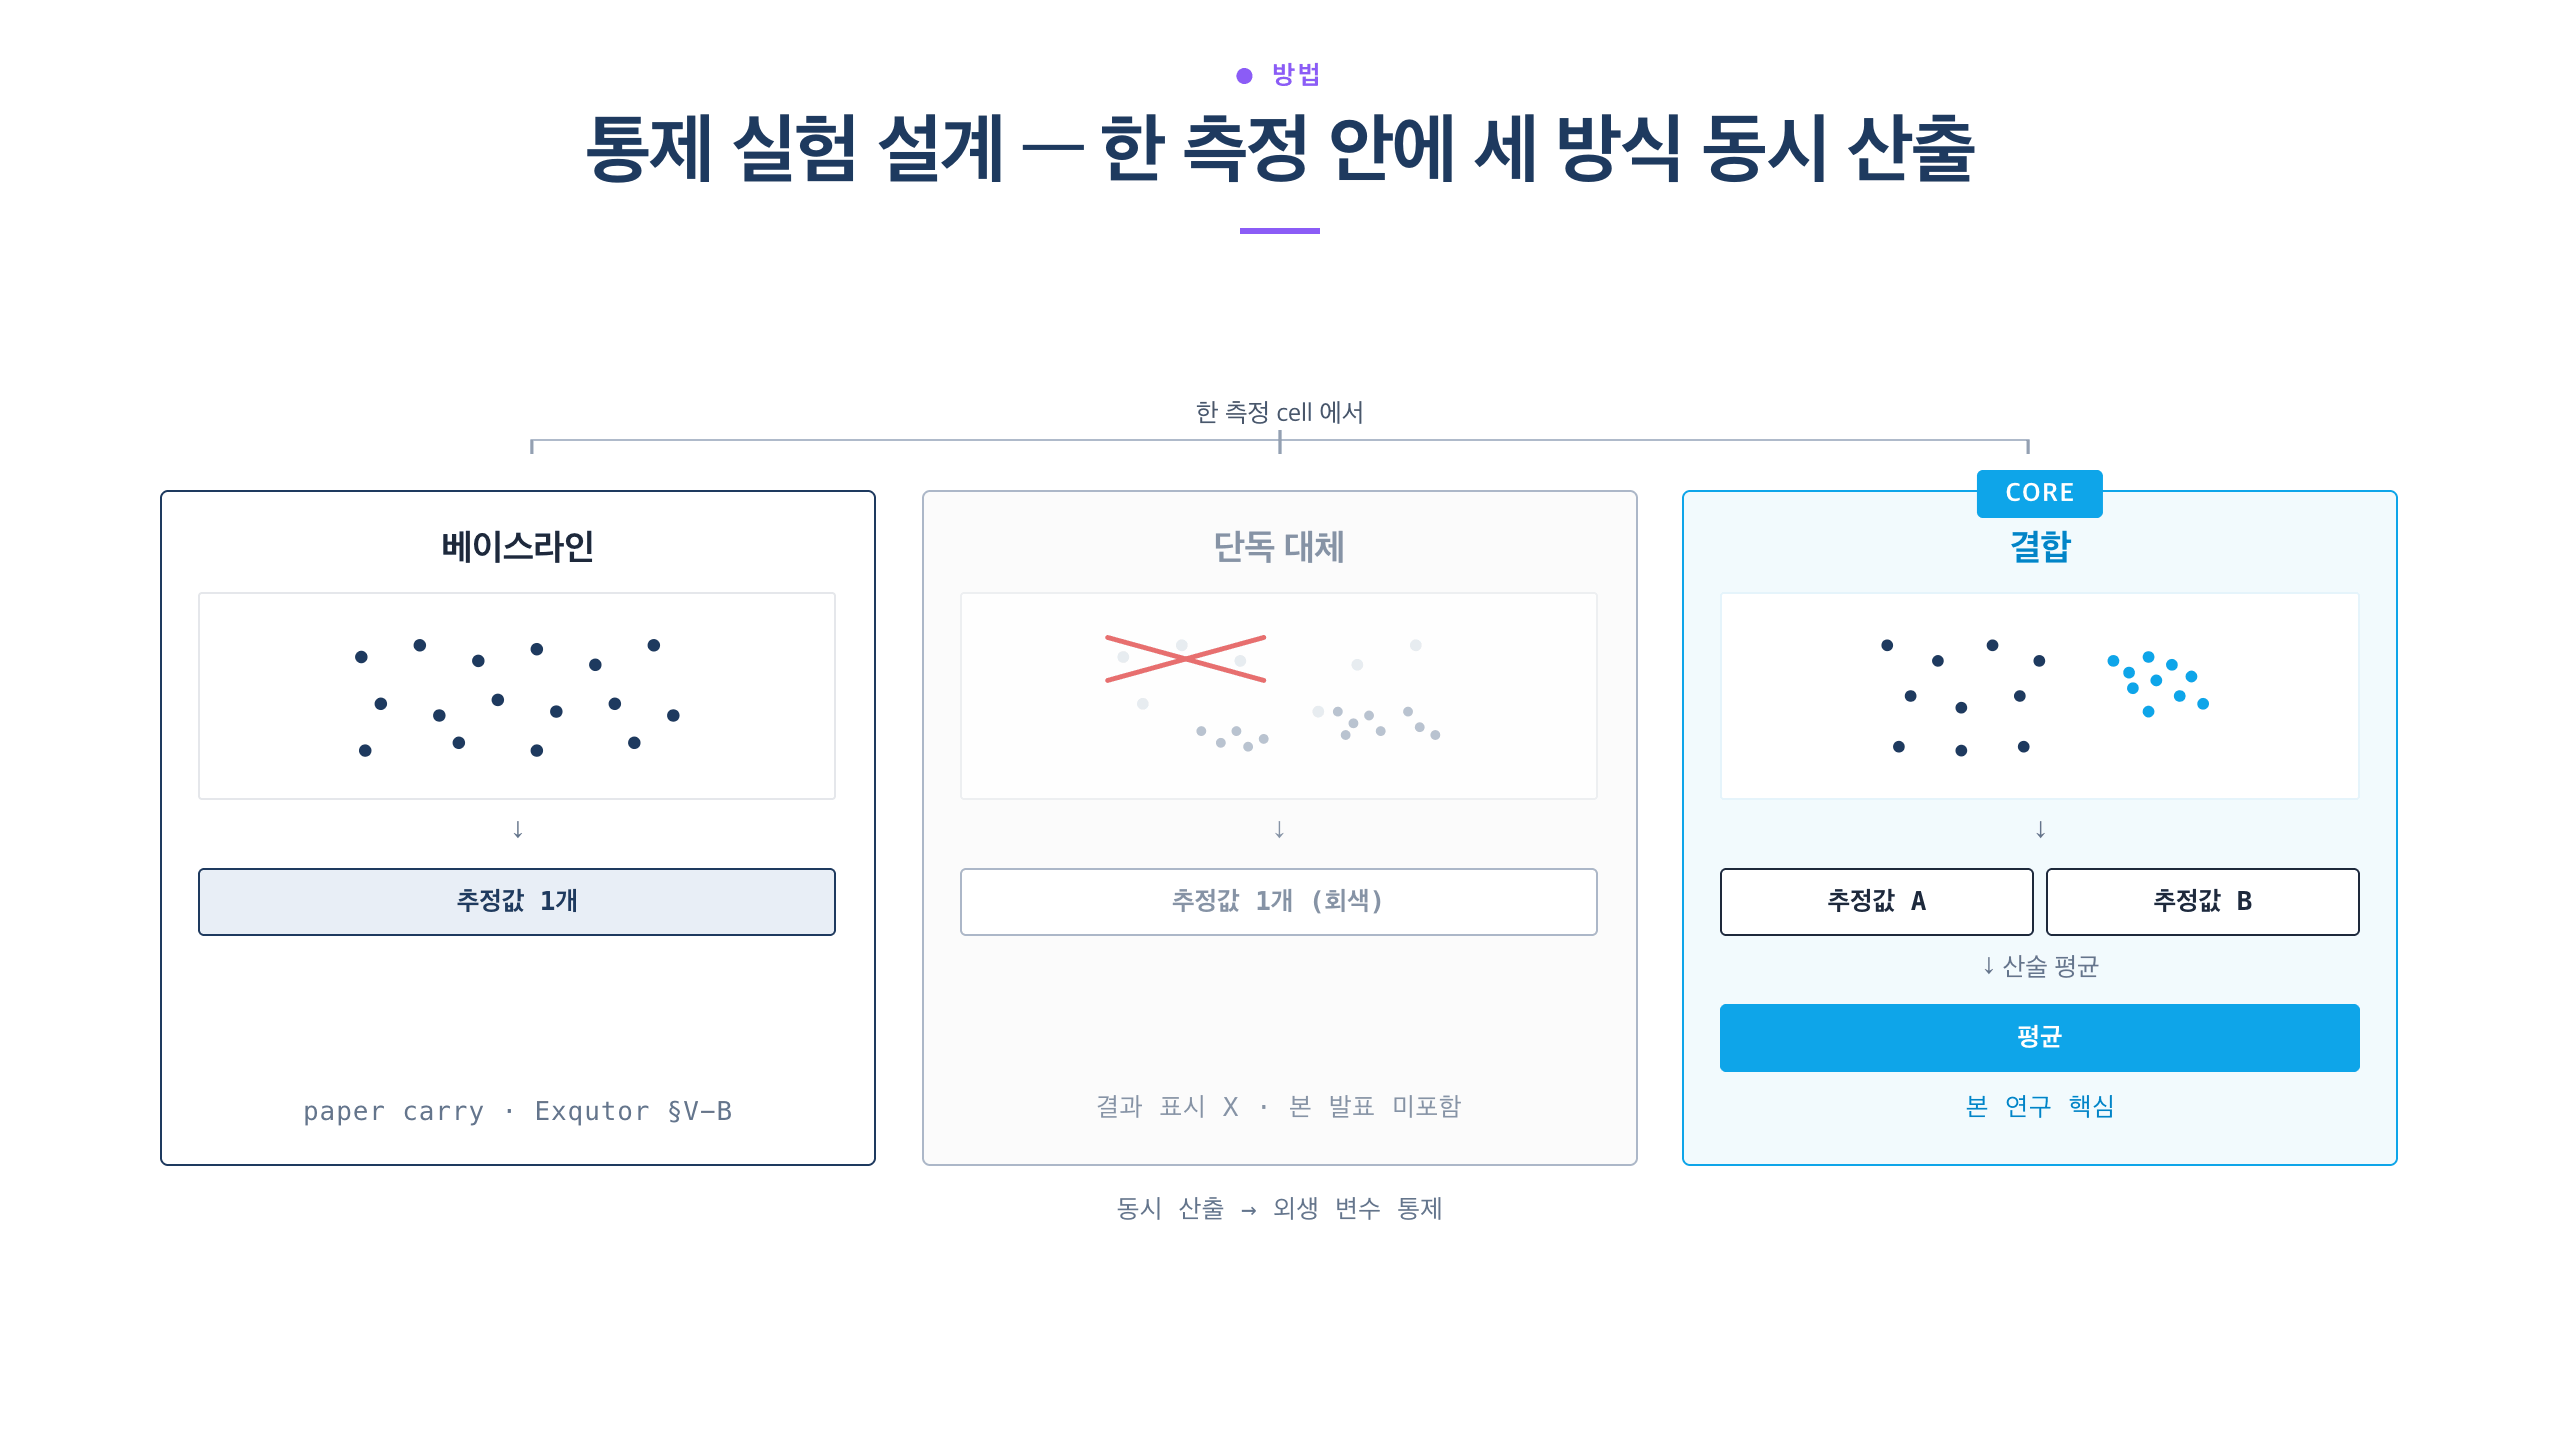 ● 방법
통제 실험 설계 — 한 측정 안에 세 방식 동시 산출
한 측정 cell 에서
베이스라인
↓
추정값 1개
paper carry · Exqutor §V–B
단독 대체
↓
추정값 1개 (회색)
결과 표시 X · 본 발표 미포함
CORE
결합
↓
추정값 A
추정값 B
↓ 산술 평균
평균
본 연구 핵심
동시 산출 → 외생 변수 통제